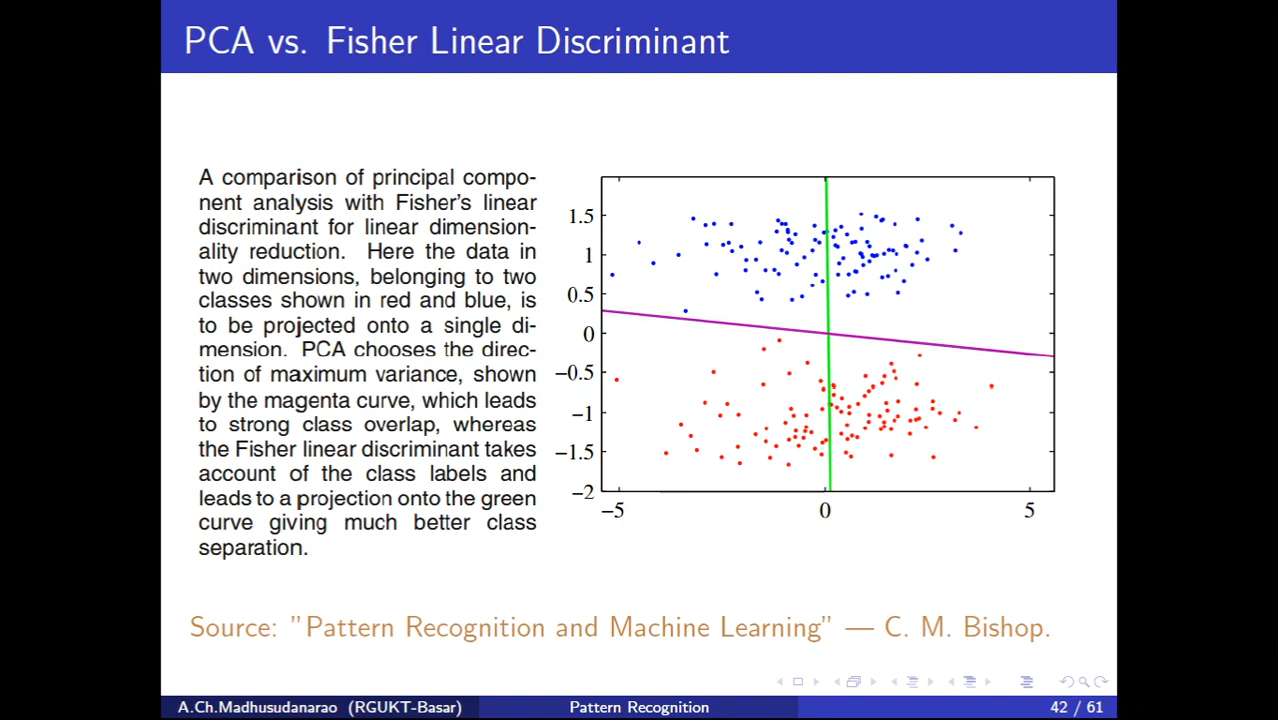 PCA vs. Fisher Linear Discriminant
A comparison of principal compo-
nent analysis with Fisher's linear
discriminant for linear dimension-
ality reduction. Here the data in
two dimensions, belonging to two
classes shown in red and blue, is
to be projected onto a single di-
mension. PCA chooses the direc-
tion of maximum variance, shown
by the magenta curve, which leads
to strong class overlap, whereas
the Fisher linear discriminant takes
account of the class labels and
leads to a projection onto the green
curve giving much better class
separation.
1.5
1
0.5
0
−0.5
−1
−1.5
−2
−5 0 5
Source: "Pattern Recognition and Machine Learning" — C. M. Bishop.
A.Ch.Madhusudanarao (RGUKT-Basar) Pattern Recognition 42 / 61